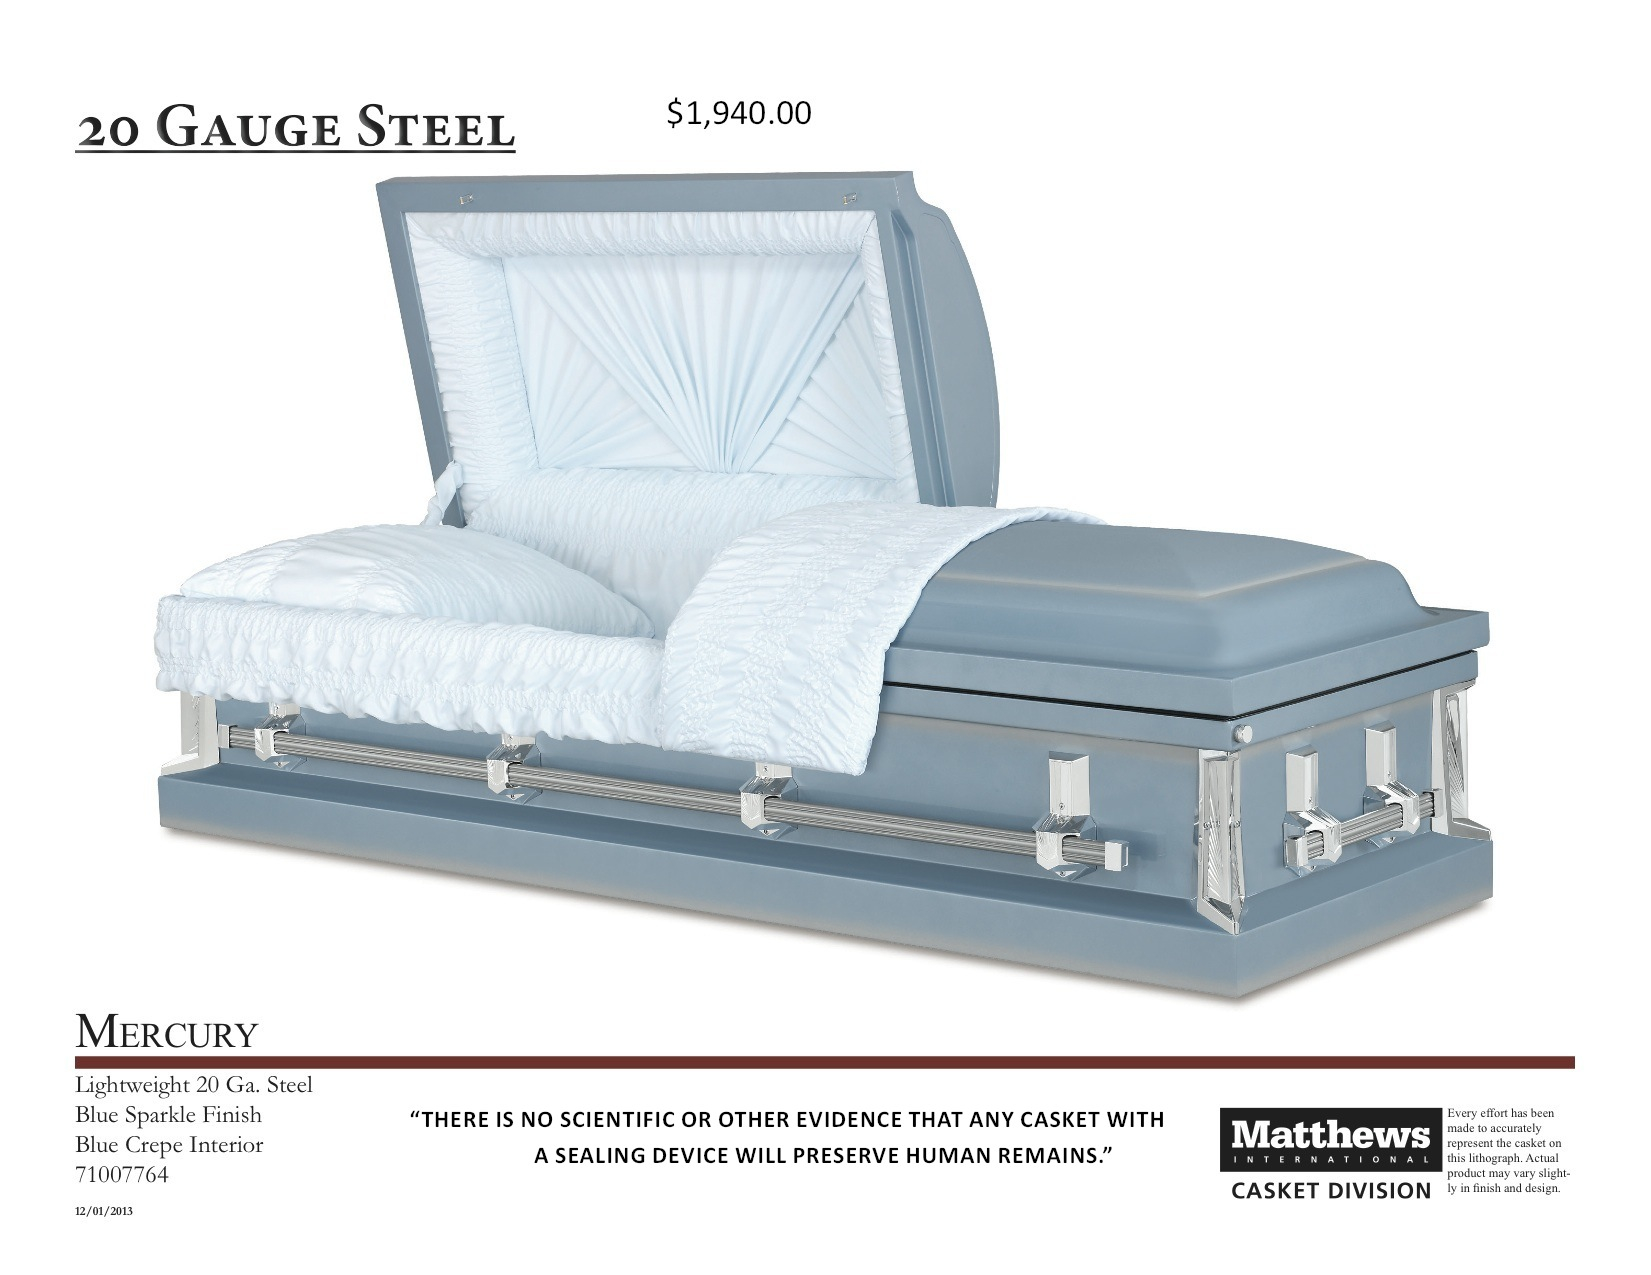 20 GAUGE STEEL
$1,940.00
MERCURY
Lightweight 20 Ga. Steel
Blue Sparkle Finish
Blue Crepe Interior
71007764
12/01/2013
“THERE IS NO SCIENTIFIC OR OTHER EVIDENCE THAT ANY CASKET WITH
A SEALING DEVICE WILL PRESERVE HUMAN REMAINS.”
Matthews
INTERNATIONAL
CASKET DIVISION
Every effort has been
made to accurately
represent the casket on
this lithograph. Actual
product may vary slight-
ly in finish and design.